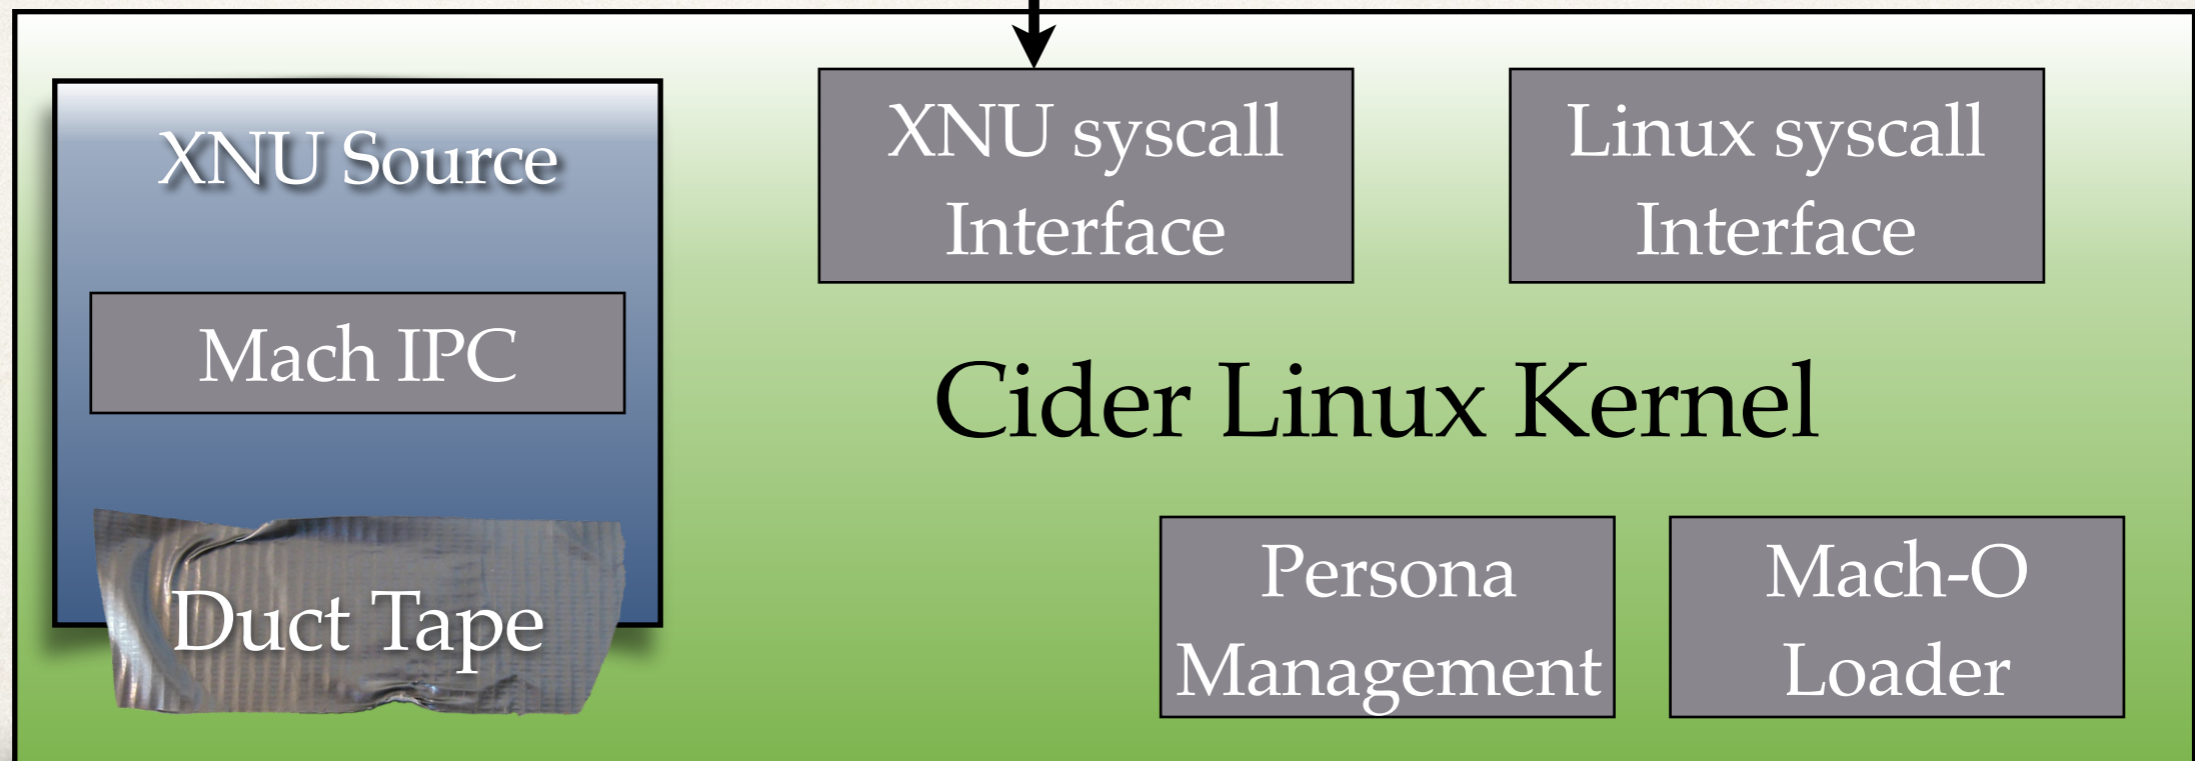 XNU Source
Mach IPC
Duct Tape
XNU syscall
Interface
Linux syscall
Interface
Cider Linux Kernel
Persona
Management
Mach-O
Loader